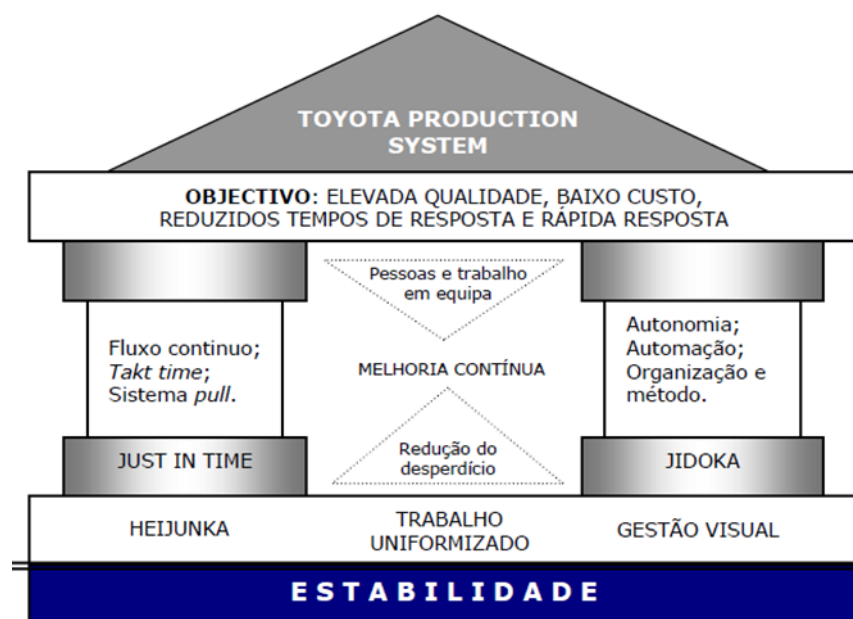 TOYOTA PRODUCTION
SYSTEM
OBJECTIVO: ELEVADA QUALIDADE, BAIXO CUSTO,
REDUZIDOS TEMPOS DE RESPOSTA E RÁPIDA RESPOSTA
Pessoas e trabalho
em equipa
Fluxo continuo;
Takt time;
Sistema pull.
MELHORIA CONTÍNUA
Autonomia;
Automação;
Organização e
método.
Redução do
desperdício
JUST IN TIME
JIDOKA
HEIJUNKA
TRABALHO
UNIFORMIZADO
GESTÃO VISUAL
ESTABILIDADE